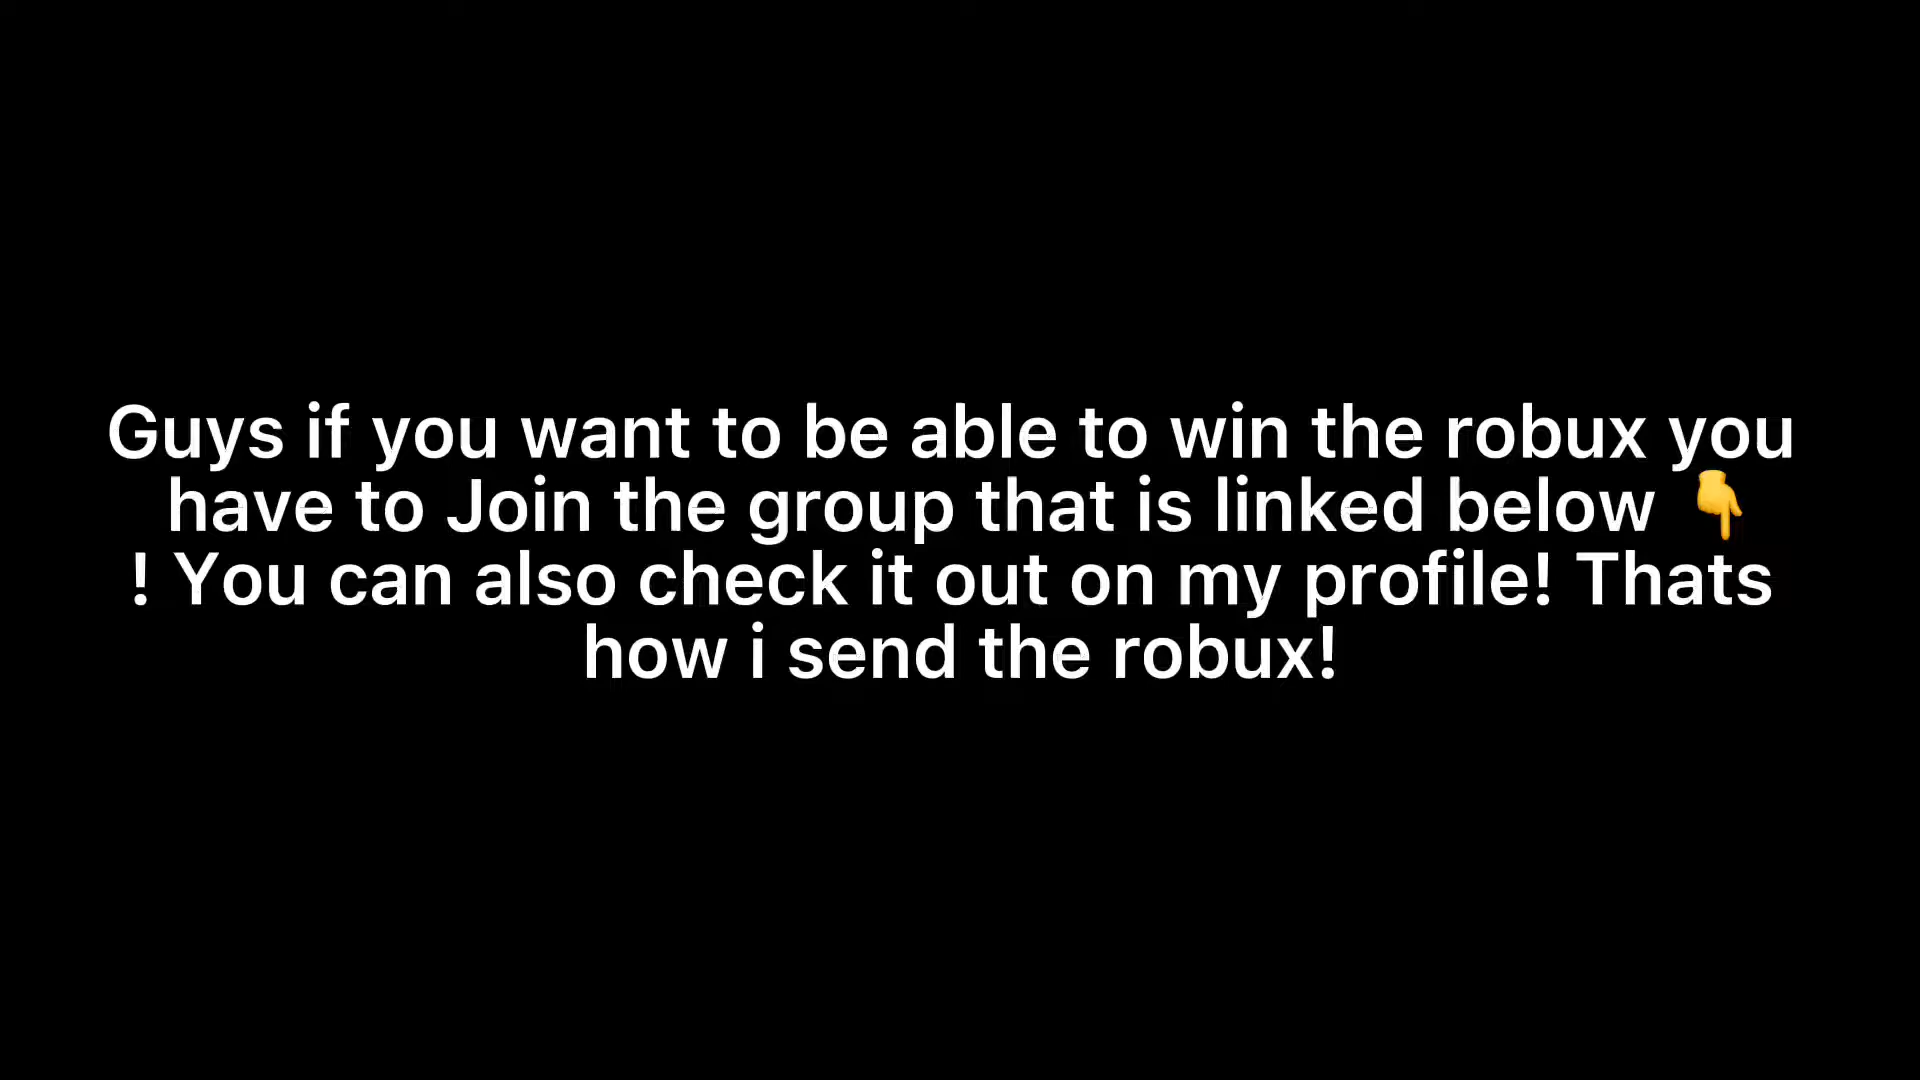 Guys if you want to be able to win the robux you
have to Join the group that is linked below 👇
! You can also check it out on my profile! Thats
how i send the robux!